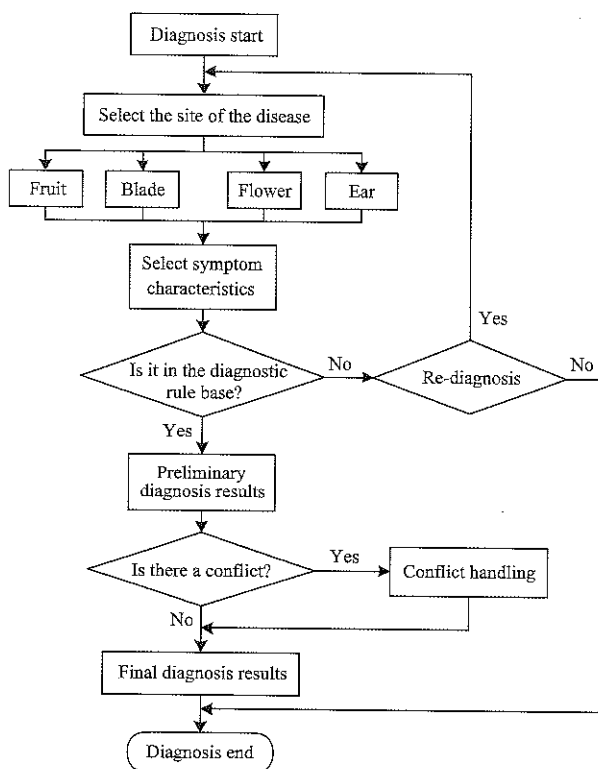 Diagnosis start
Select the site of the disease
Fruit
Blade
Flower
Ear
Select symptom
characteristics
Yes
Is it in the diagnostic
rule base?
No
Re-diagnosis
No
Yes
Preliminary
diagnosis results
Is there a conflict?
Yes
Conflict handling
No
Final diagnosis results
Diagnosis end